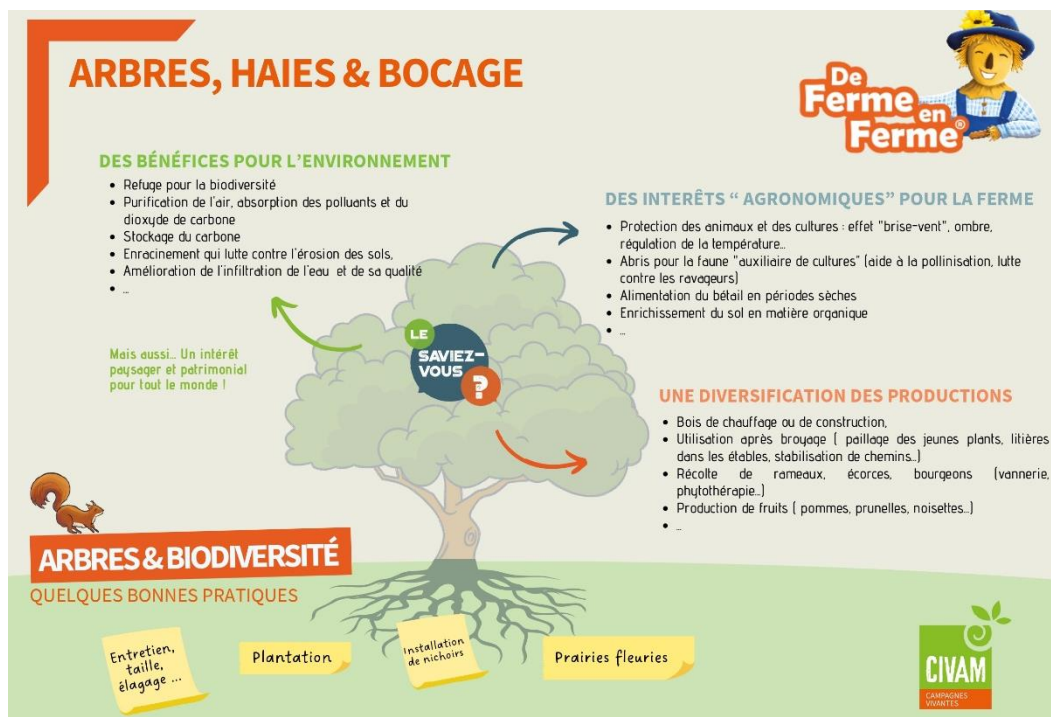 ARBRES, HAIES & BOCAGE
De
Ferme
en
Ferme®
DES BÉNÉFICES POUR L'ENVIRONNEMENT
• Refuge pour la biodiversité
• Purification de l'air, absorption des polluants et du
dioxyde de carbone
• Stockage du carbone
• Enracinement qui lutte contre l'érosion des sols,
• Amélioration de l'infiltration de l'eau et de sa qualité
• ...
Mais aussi... Un intérêt
paysager et patrimonial
pour tout le monde !
LE
SAVIEZ-
VOUS
?
DES INTERÊTS " AGRONOMIQUES" POUR LA FERME
• Protection des animaux et des cultures : effet "brise-vent", ombre,
régulation de la température...
• Abris pour la faune "auxiliaire de cultures" (aide à la pollinisation, lutte
contre les ravageurs)
• Alimentation du bétail en périodes sèches
• Enrichissement du sol en matière organique
• ...
UNE DIVERSIFICATION DES PRODUCTIONS
• Bois de chauffage ou de construction,
• Utilisation après broyage ( paillage des jeunes plants, litières
dans les étables, stabilisation de chemins...)
• Récolte de rameaux, écorces, bourgeons (vannerie,
phytothérapie...)
• Production de fruits ( pommes, prunelles, noisettes...)
• ...
ARBRES & BIODIVERSITÉ
QUELQUES BONNES PRATIQUES
Entretien,
taille,
élagage ...
Plantation
Installation
de nichoirs
Prairies fleuries
CIVAM
CAMPAGNES
VIVANTES